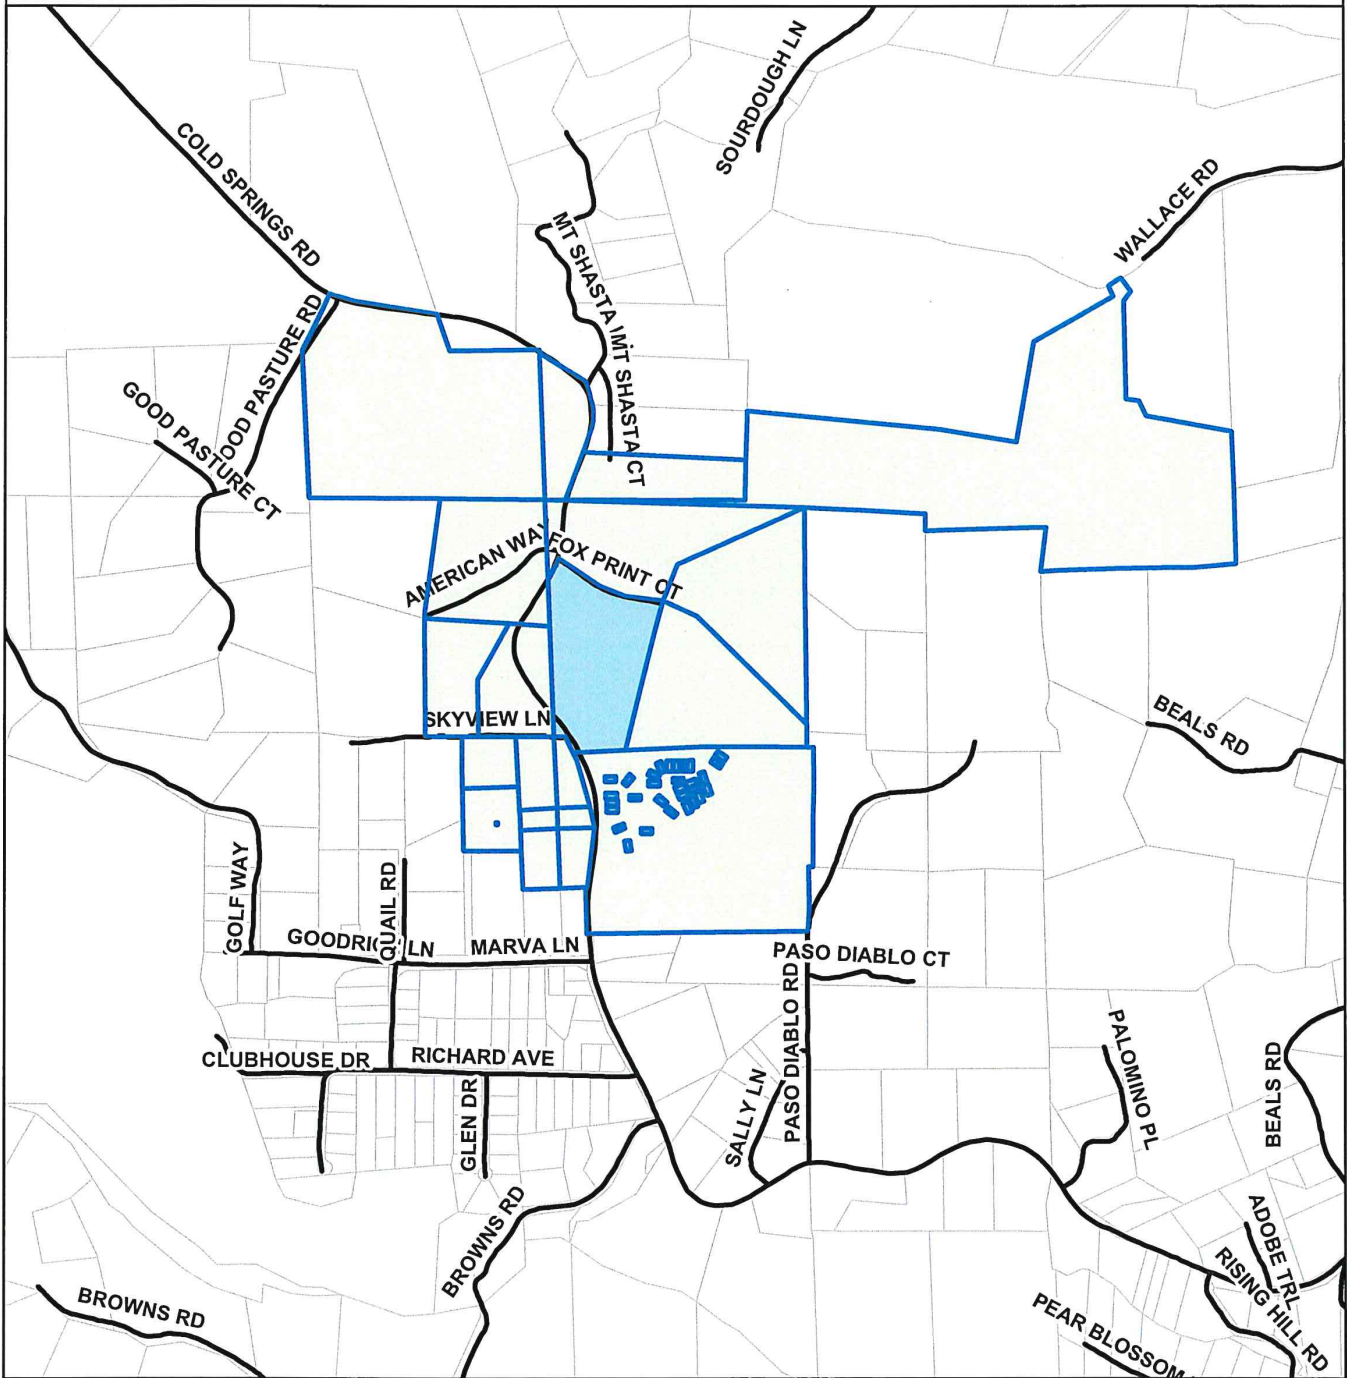 SOURDOUGH LN
COLD SPRINGS RD
WALLACE RD
MT SHASTA
MT SHASTA CT
OOD PASTURE RD
GOOD PASTURE CT
AMERICAN WAY
FOX PRINT CT
SKYVIEW LN
BEALS RD
GOLF WAY
QUAIL RD
GOODRIC
LN
MARVA LN
PASO DIABLO CT
PASO DIABLO RD
PALOMINO PL
BEALS RD
CLUBHOUSE DR
RICHARD AVE
GLEN DR
SALLY LN
BROWNS RD
ADOBE TRL
RISING HILL RD
BROWNS RD
PEAR BLOSSOM